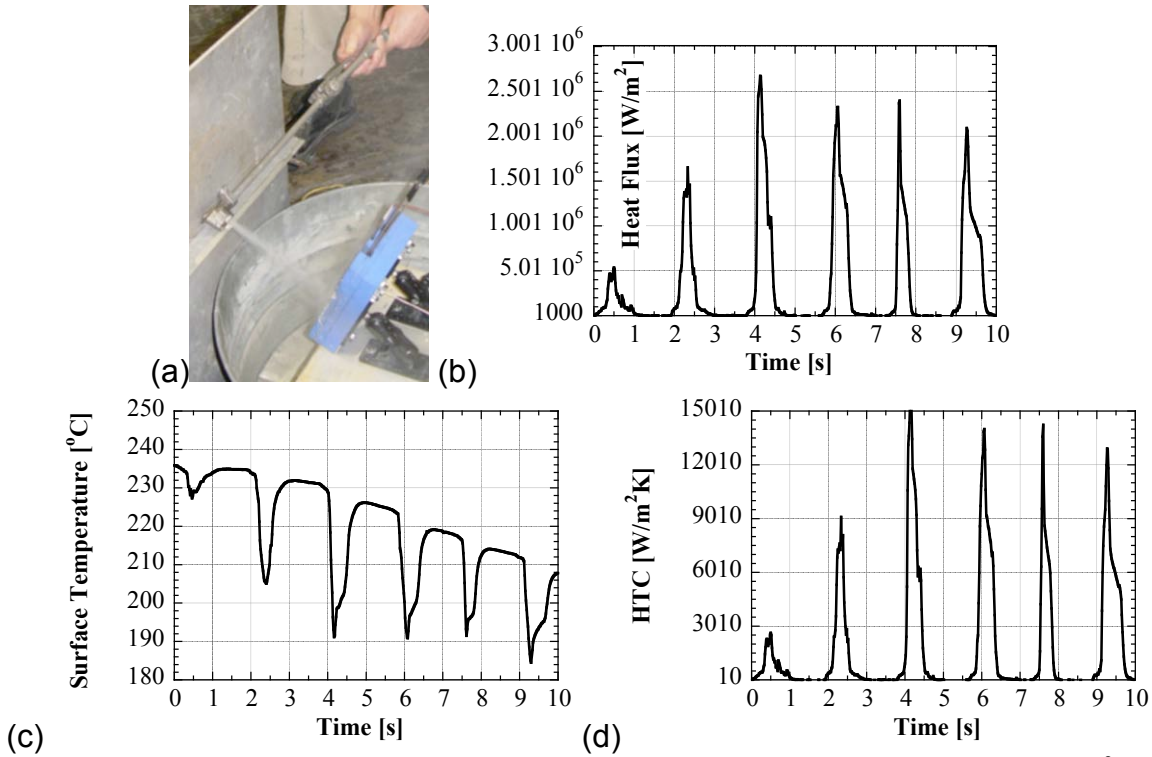 (a)
(b)
Heat Flux [W/m²]
3.001 10⁶
2.501 10⁶
2.001 10⁶
1.501 10⁶
1.001 10⁶
5.01 10⁵
1000
0 1 2 3 4 5 6 7 8 9 10
Time [s]
(c)
Surface Temperature [°C]
250
240
230
220
210
200
190
180
0 1 2 3 4 5 6 7 8 9 10
Time [s]
(d)
HTC [W/m²K]
15010
12010
9010
6010
3010
10
0 1 2 3 4 5 6 7 8 9 10
Time [s]